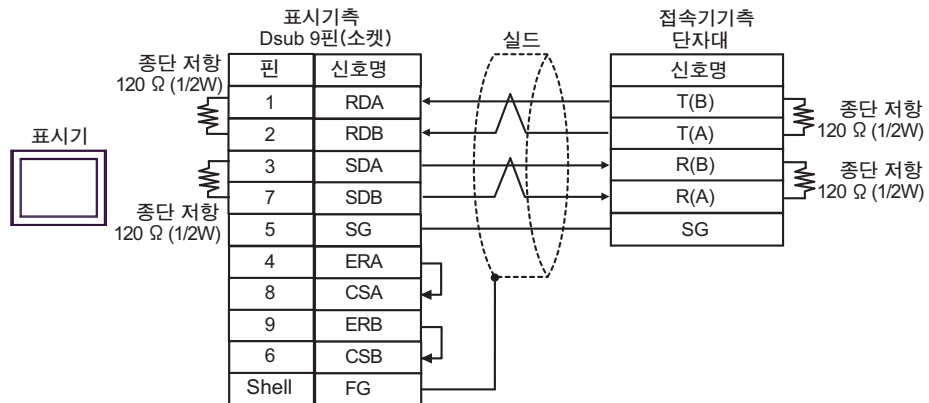 표시기측
Dsub 9핀(소켓)
실드
접속기기측
단자대
종단 저항
120 Ω (1/2W)
핀 신호명
신호명
1 RDA
T(B)
종단 저항
120 Ω (1/2W)
2 RDB
T(A)
표시기
3 SDA
R(B)
종단 저항
120 Ω (1/2W)
7 SDB
R(A)
종단 저항
120 Ω (1/2W)
5 SG
SG
4 ERA
8 CSA
9 ERB
6 CSB
Shell FG